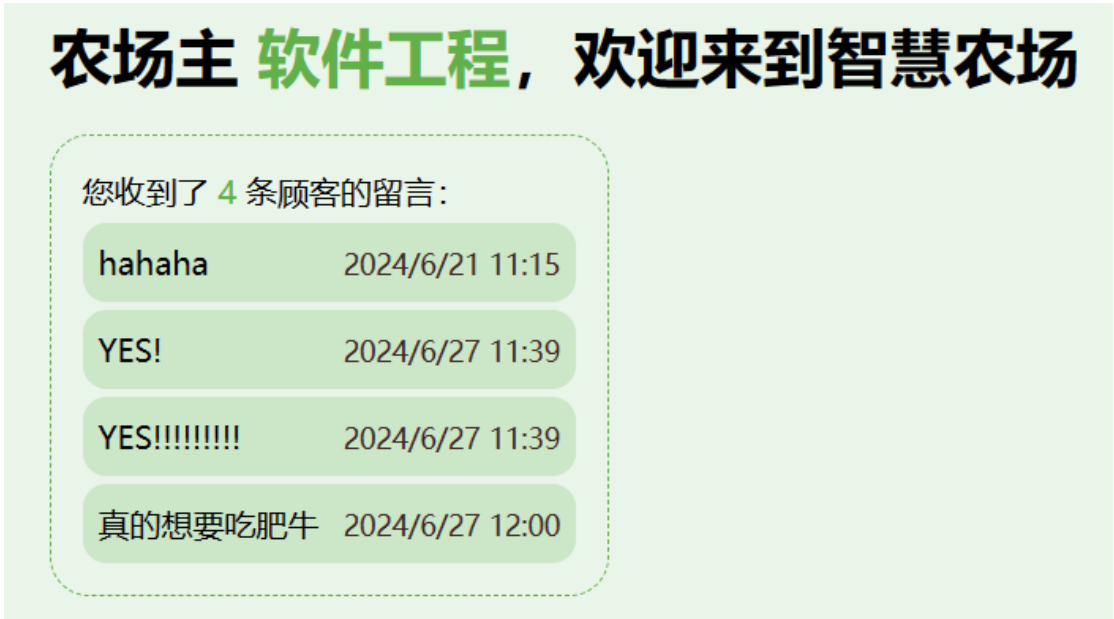 农场主 软件工程，欢迎来到智慧农场
您收到了 4 条顾客的留言：
hahaha 2024/6/21 11:15
YES! 2024/6/27 11:39
YES!!!!!!!!! 2024/6/27 11:39
真的想要吃肥牛 2024/6/27 12:00